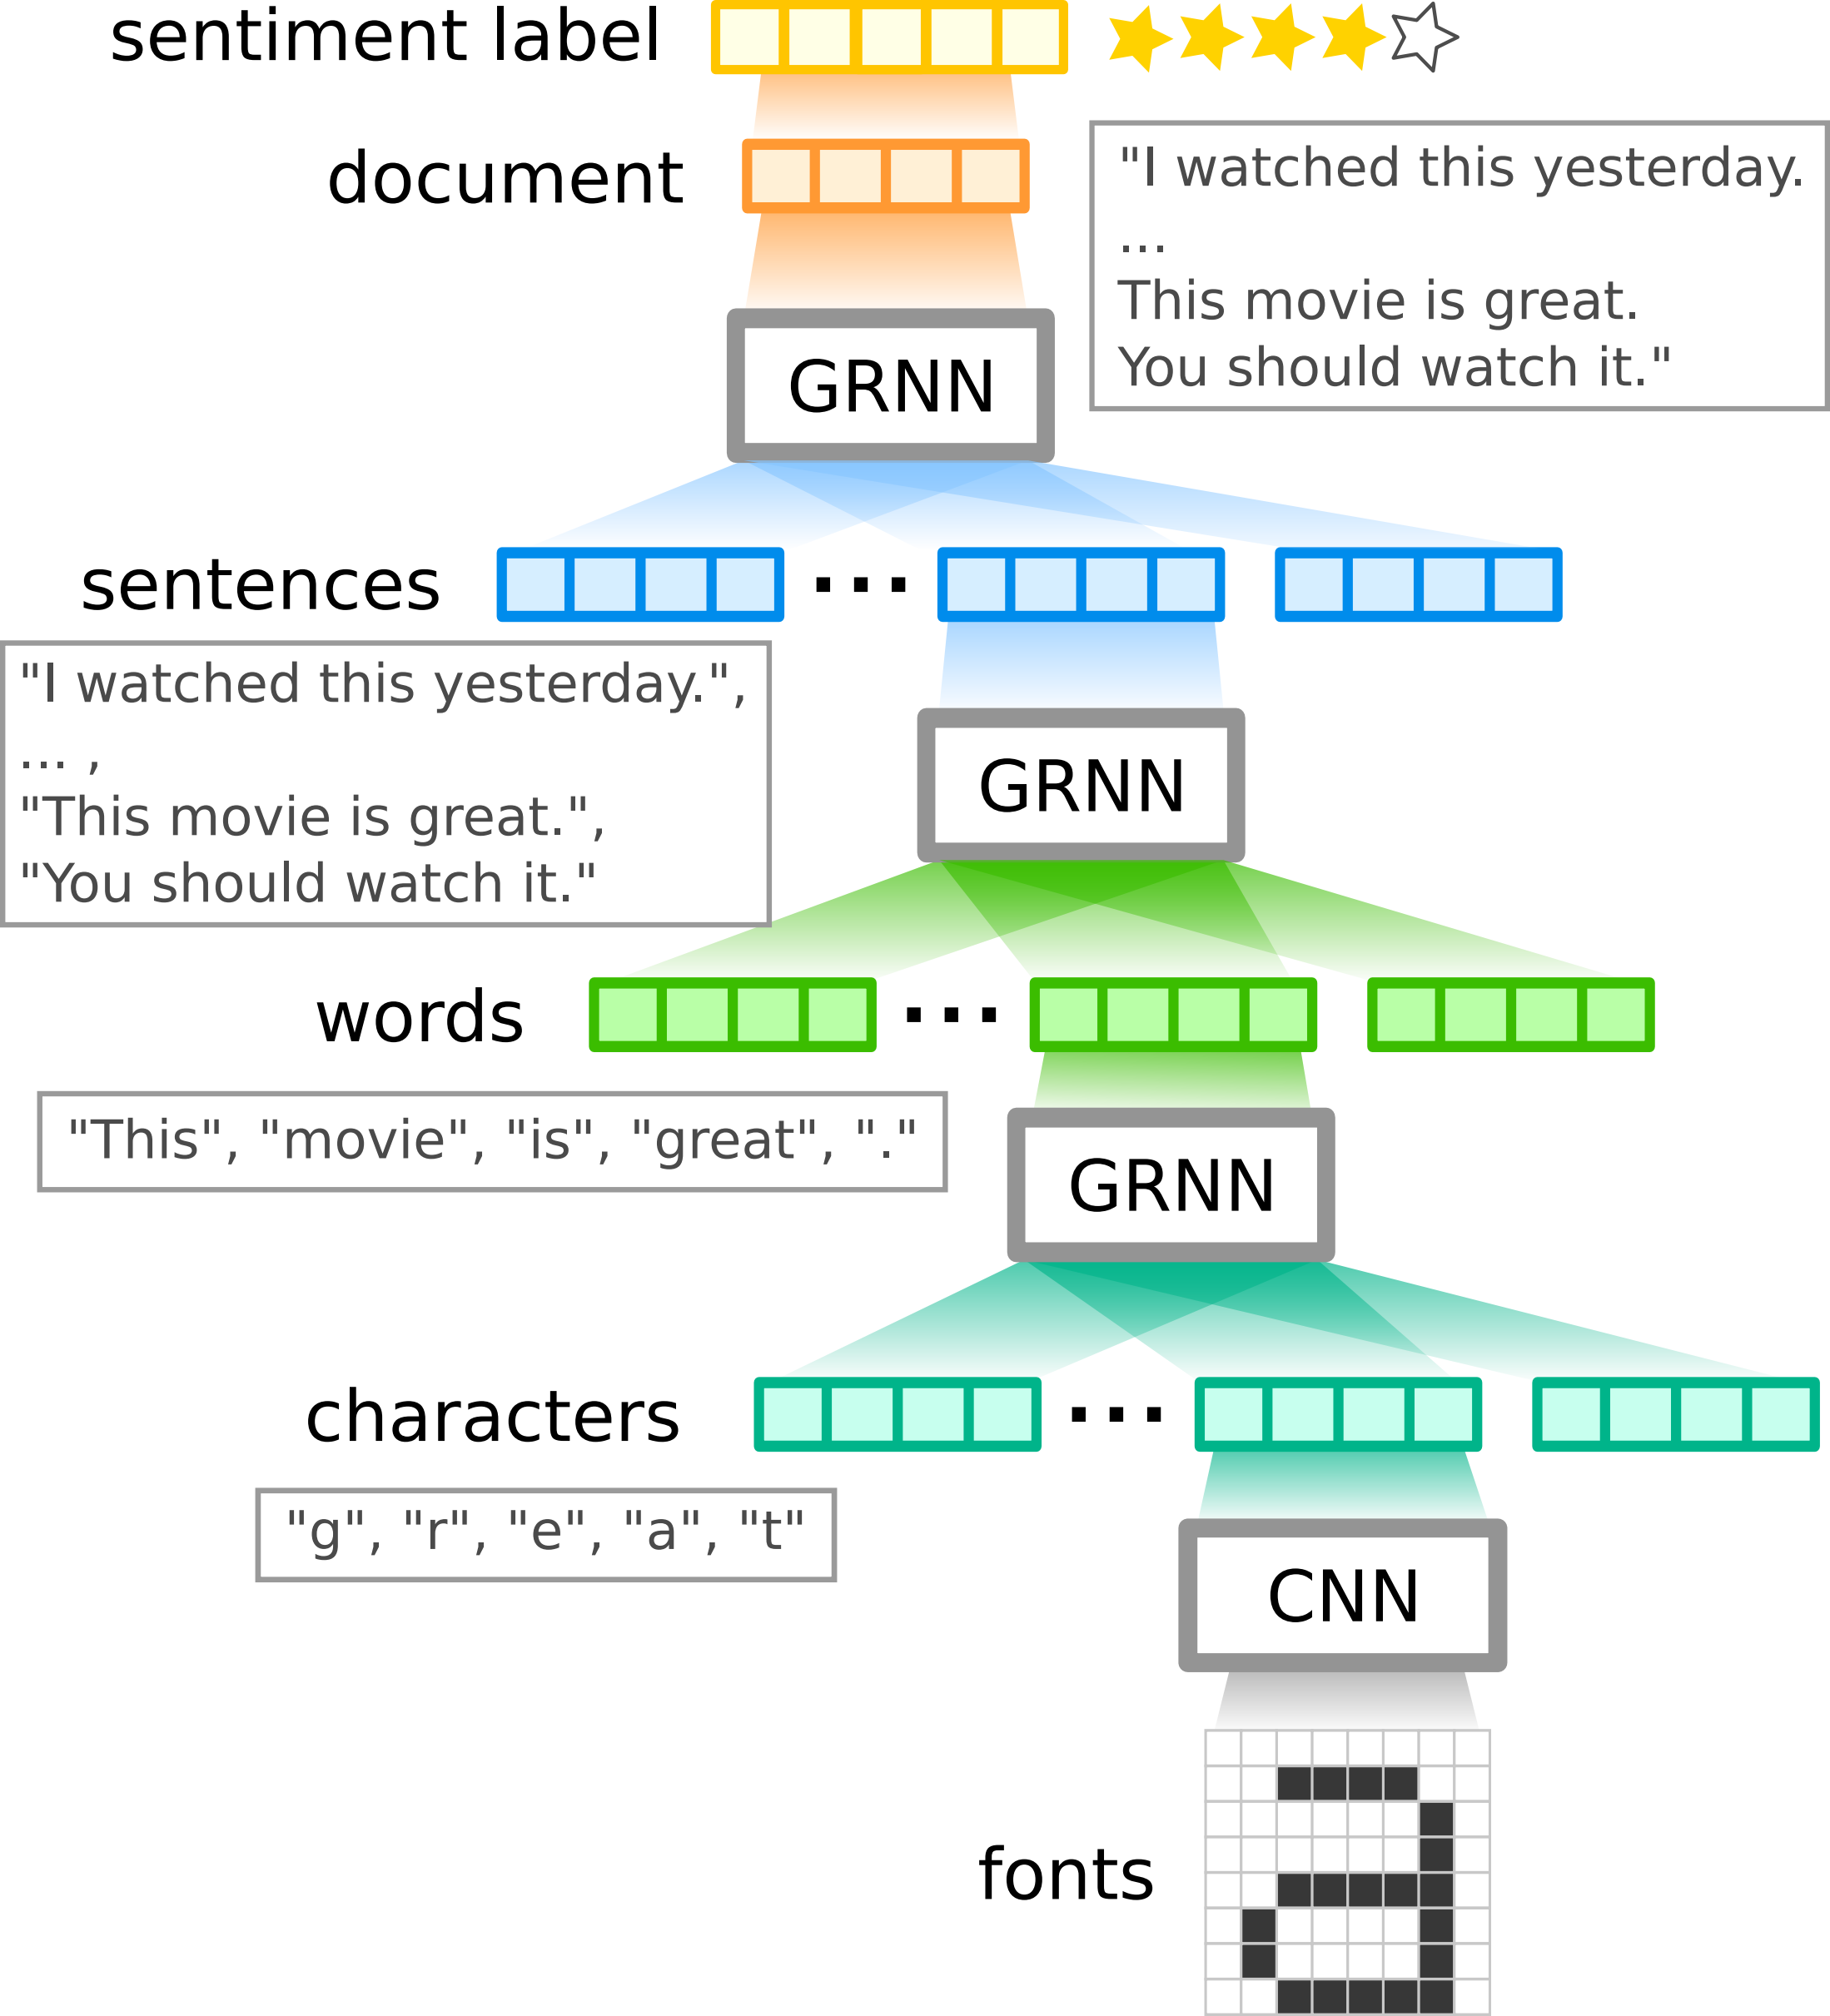 sentiment label
document
"I watched this yesterday.
...
This movie is great.
You should watch it."
GRNN
sentences
...
"I watched this yesterday.",
... ,
"This movie is great.",
"You should watch it."
GRNN
words
...
"This", "movie", "is", "great", "."
GRNN
characters
...
"g", "r", "e", "a", "t"
CNN
fonts
a